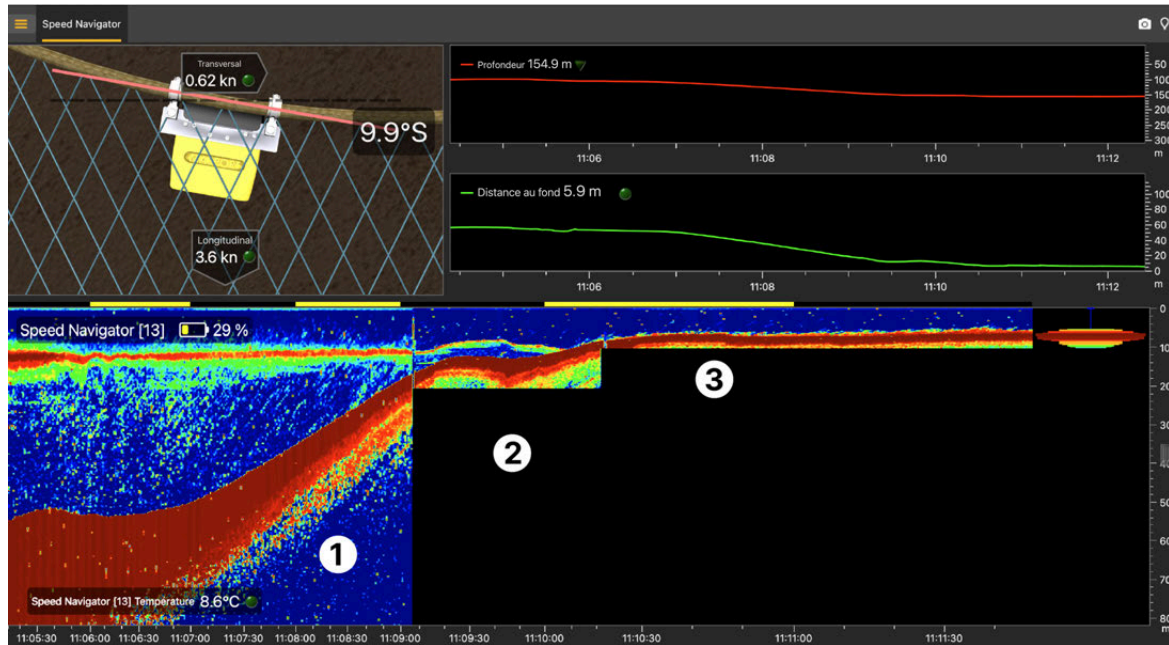 Speed Navigator
Transversal
0.62 kn
9.9°S
Longitudinal
3.6 kn
Profondeur 154.9 m
50
100
150
200
250
300
m
11:06
11:08
11:10
11:12
Distance au fond 5.9 m
100
80
60
40
20
0
m
11:06
11:08
11:10
11:12
Speed Navigator [13] 29 %
0
10
20
30
40
50
60
70
80
m
1
2
3
Speed Navigator [13] Température 8.6°C
11:05:30 11:06:00 11:06:30 11:07:00 11:07:30 11:08:00 11:08:30 11:09:00 11:09:30 11:10:00 11:10:30 11:11:00 11:11:30